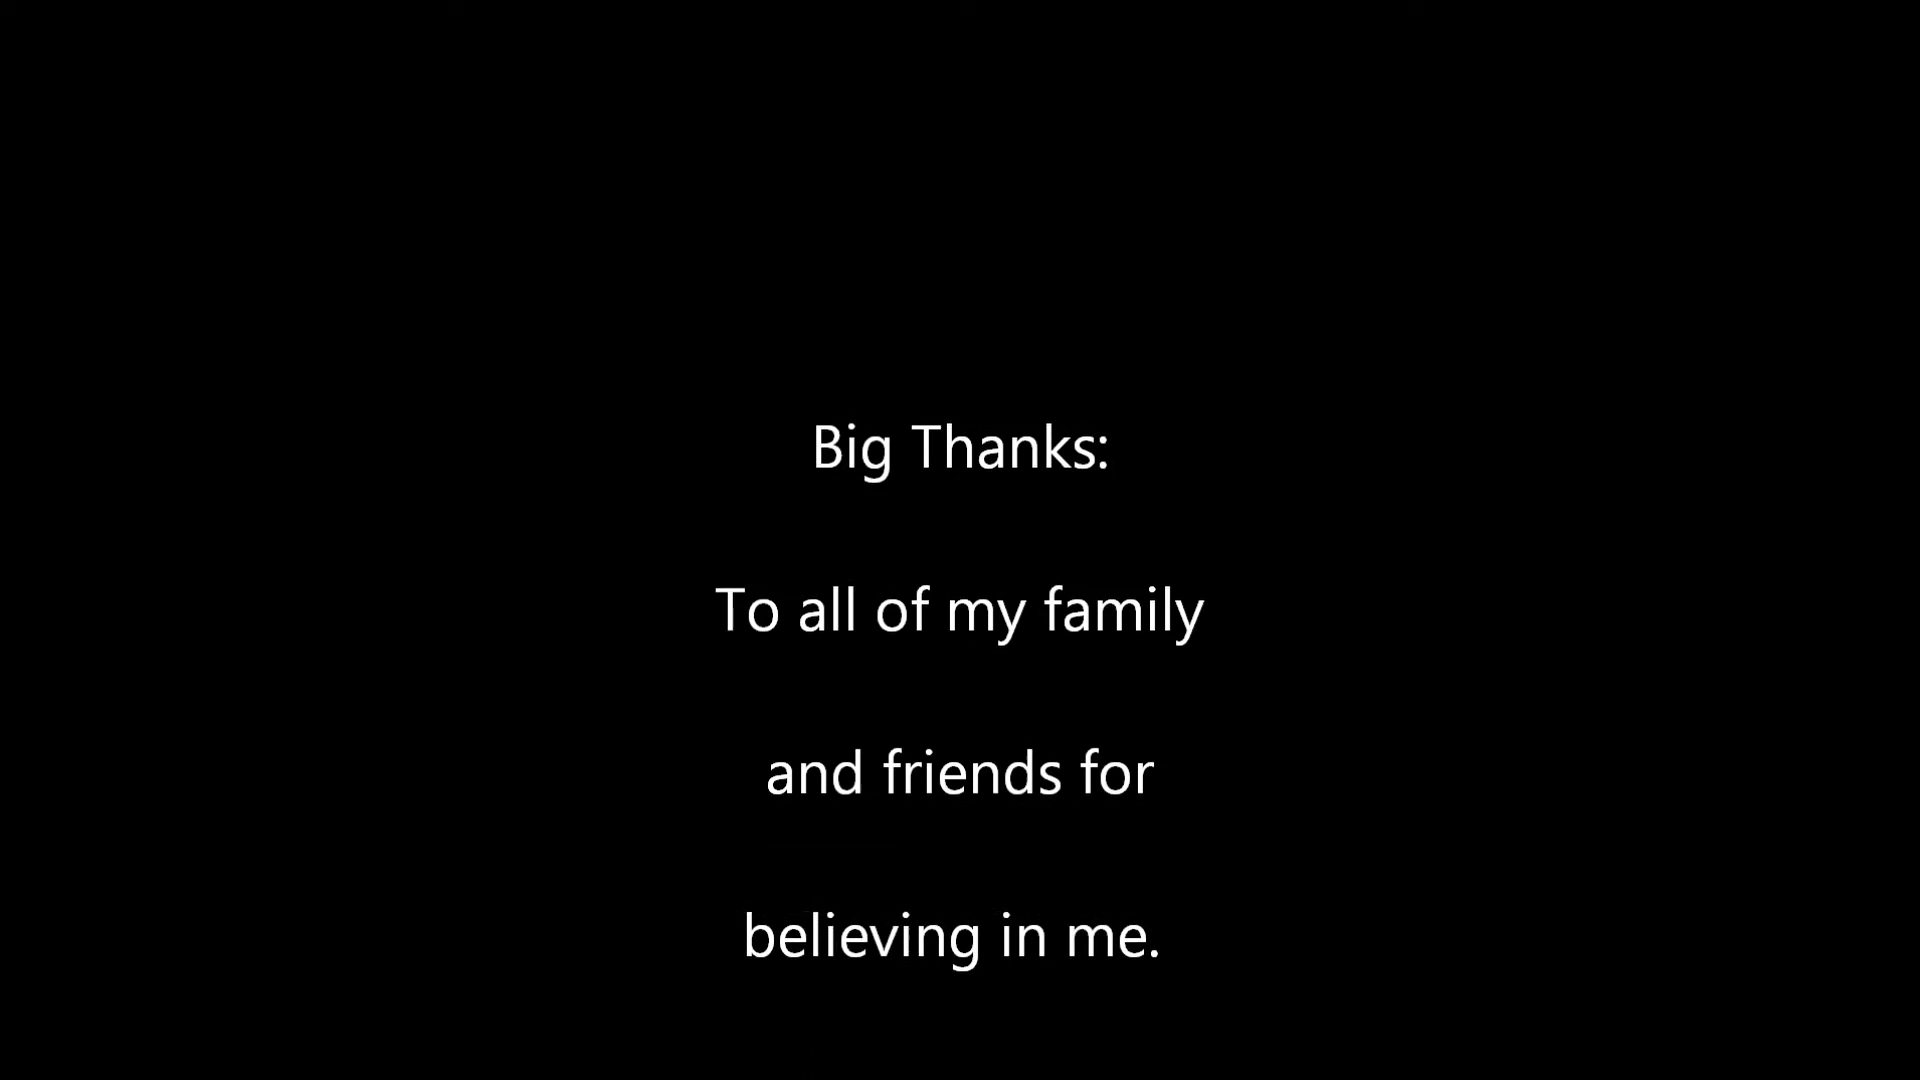 Big Thanks:
To all of my family
and friends for
believing in me.